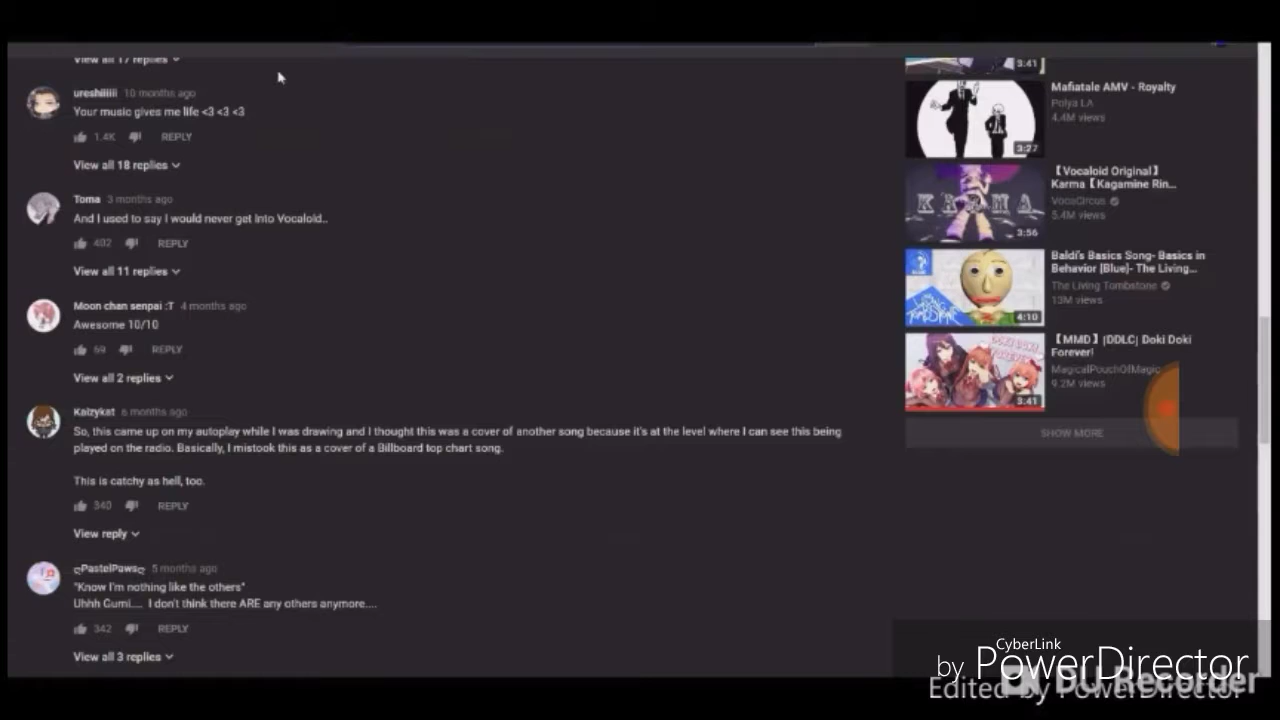 View all 17 replies
ureshiiiii 10 months ago
Your music gives me life <3 <3 <3
1.4K REPLY
View all 18 replies
Toma 3 months ago
And I used to say I would never get into Vocaloid..
402 REPLY
View all 11 replies
Moon chan senpai :T 4 months ago
Awesome 10/10
69 REPLY
View all 2 replies
Kaizykat 6 months ago
So, this came up on my autoplay while I was drawing and I thought this was a cover of another song because it's at the level where I can see this being
played on the radio. Basically, I mistook this as a cover of a Billboard top chart song.
This is catchy as hell, too.
340 REPLY
View reply
ღPastelPawsღ 5 months ago
"Know I'm nothing like the others"
Uhhh Gumi.... I don't think there ARE any others anymore....
342 REPLY
View all 3 replies
3:41
Mafiatale AMV - Royalty
Polya LA
4.4M views
3:27
【Vocaloid Original】
Karma【Kagamine Rin...
VocaCircus
5.4M views
KARMA
3:56
Baldi's Basics Song- Basics in
Behavior [Blue]- The Living...
The Living Tombstone
13M views
4:10
【MMD】|DDLC| Doki Doki
Forever!
MagicalPouchOfMagic
9.2M views
DOKI DOKI
FOREVER!
3:41
SHOW MORE
CyberLink
by PowerDirector
Edited by PowerDirector
DU Recorder